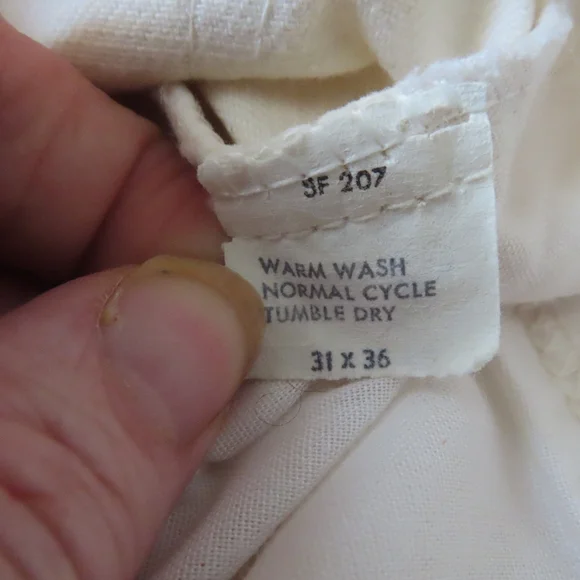 SF 207
WARM WASH
NORMAL CYCLE
TUMBLE DRY
31 X 36